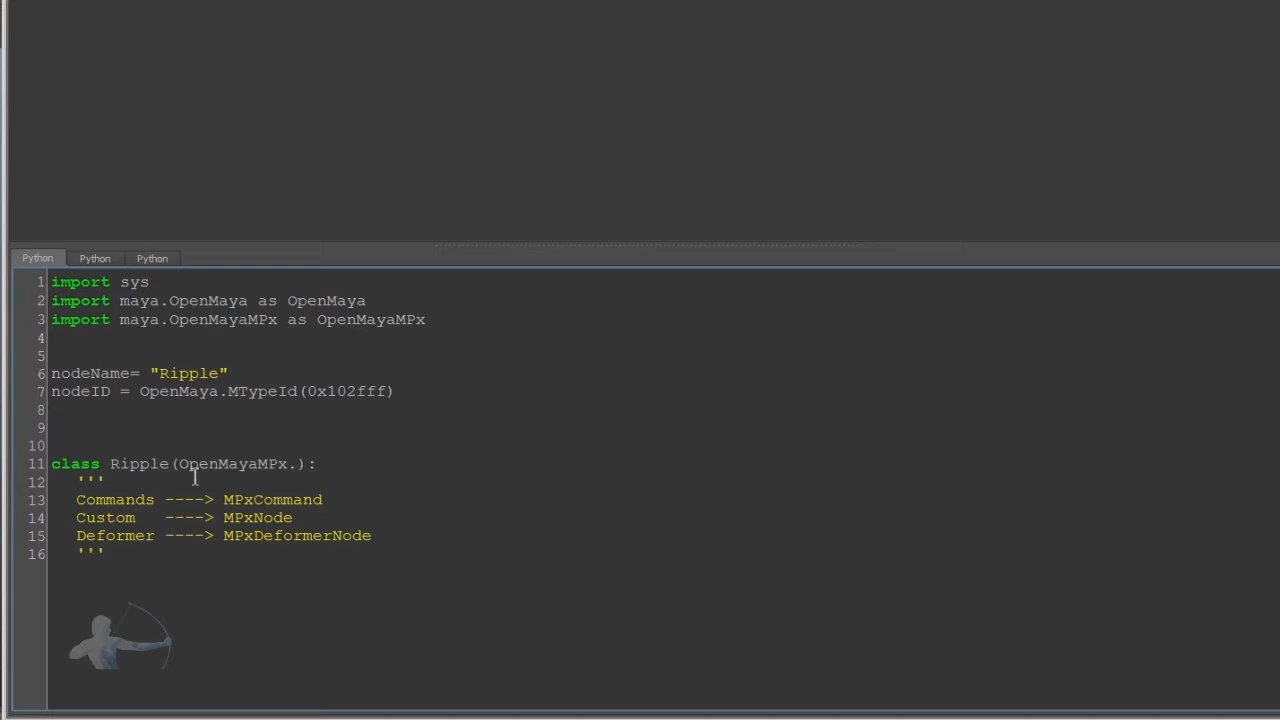 Python Python Python
1 import sys
2 import maya.OpenMaya as OpenMaya
3 import maya.OpenMayaMPx as OpenMayaMPx
4
5
6 nodeName= "Ripple"
7 nodeID = OpenMaya.MTypeId(0x102fff)
8
9
10
11 class Ripple(OpenMayaMPx.):
12 '''
13 Commands ----> MPxCommand
14 Custom ----> MPxNode
15 Deformer ----> MPxDeformerNode
16 '''